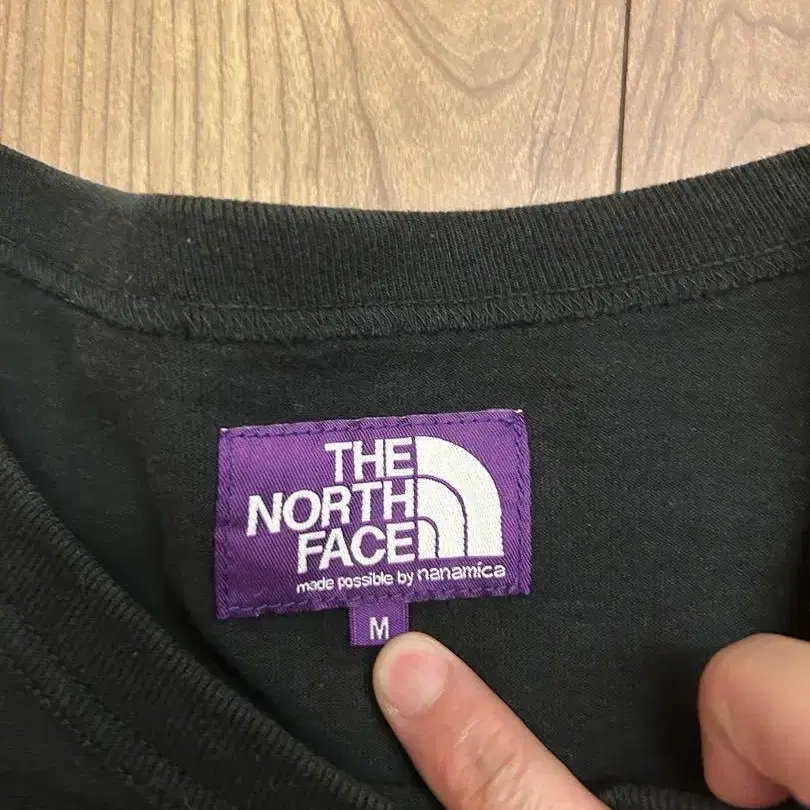 THE
NORTH
FACE
made possible by nanamica
M